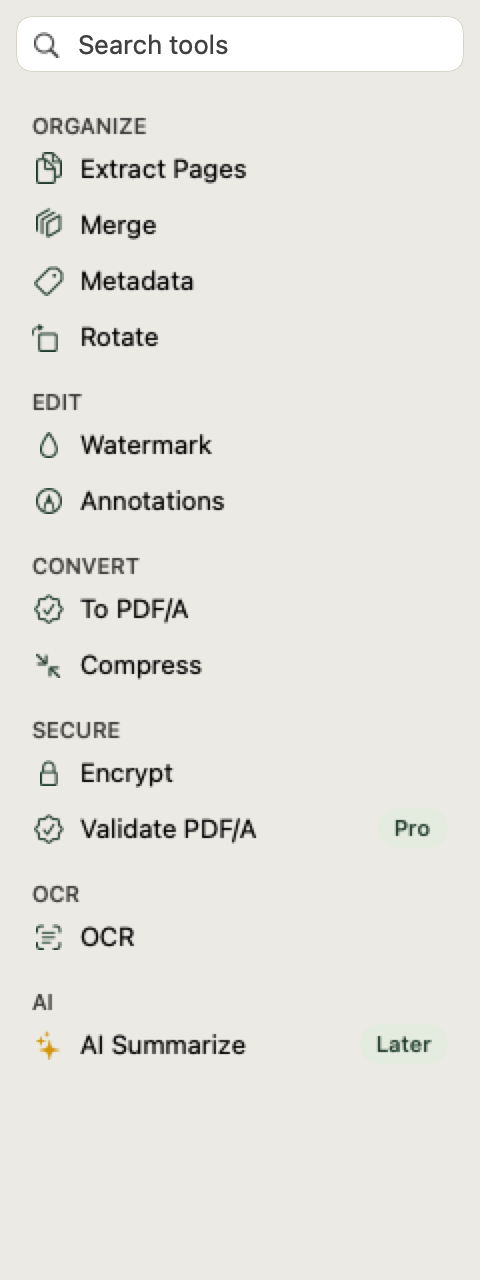 Search tools
ORGANIZE
Extract Pages
Merge
Metadata
Rotate
EDIT
Watermark
Annotations
CONVERT
To PDF/A
Compress
SECURE
Encrypt
Validate PDF/A Pro
OCR
OCR
AI
AI Summarize Later